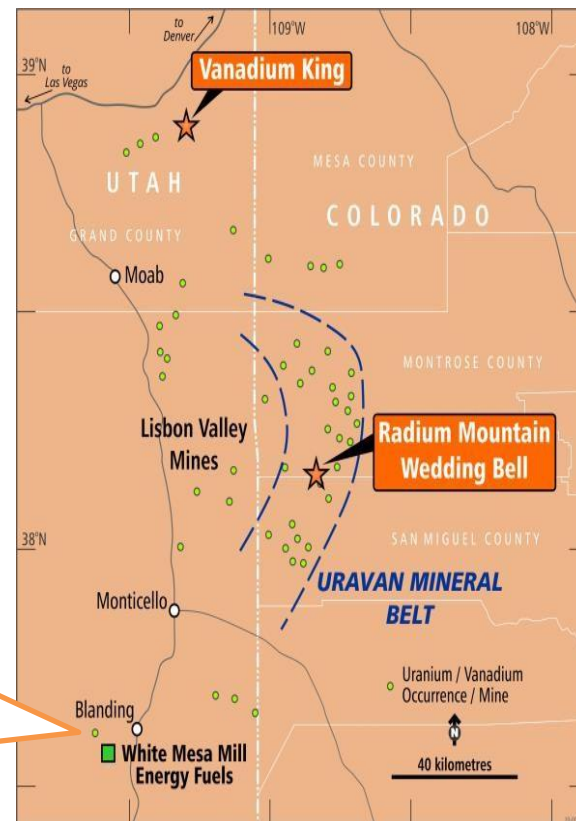 to
Denver
109°W
108°W
39°N
to
Las Vegas
Vanadium King
MESA COUNTY
UTAH
COLORADO
GRAND COUNTY
Moab
MONTROSE COUNTY
Lisbon Valley
Mines
Radium Mountain
Wedding Bell
38°N
SAN MIGUEL COUNTY
URAVAN MINERAL
BELT
Monticello
Uranium / Vanadium
Occurrence / Mine
Blanding
N
White Mesa Mill
Energy Fuels
40 kilometres